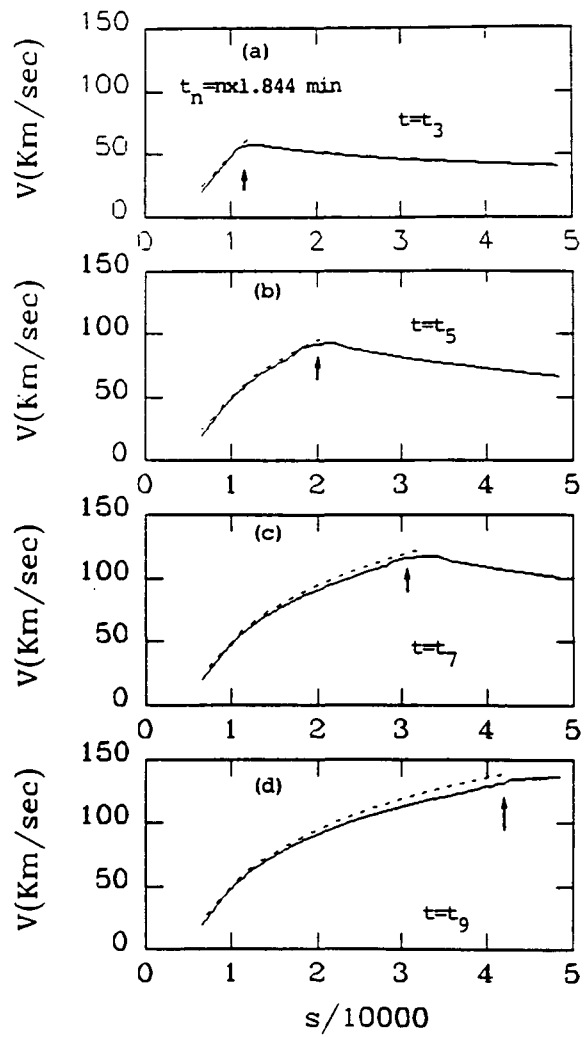 150
(a)
t_n=nx1.844 min
100
t=t_3
50
0
0 1 2 3 4 5
V(Km/sec)
150
(b)
100
t=t_5
50
0
0 1 2 3 4 5
V(Km/sec)
150
(c)
100
50
t=t_7
0
0 1 2 3 4 5
V(Km/sec)
150
(d)
100
50
t=t_9
0
0 1 2 3 4 5
V(Km/sec)
s/10000